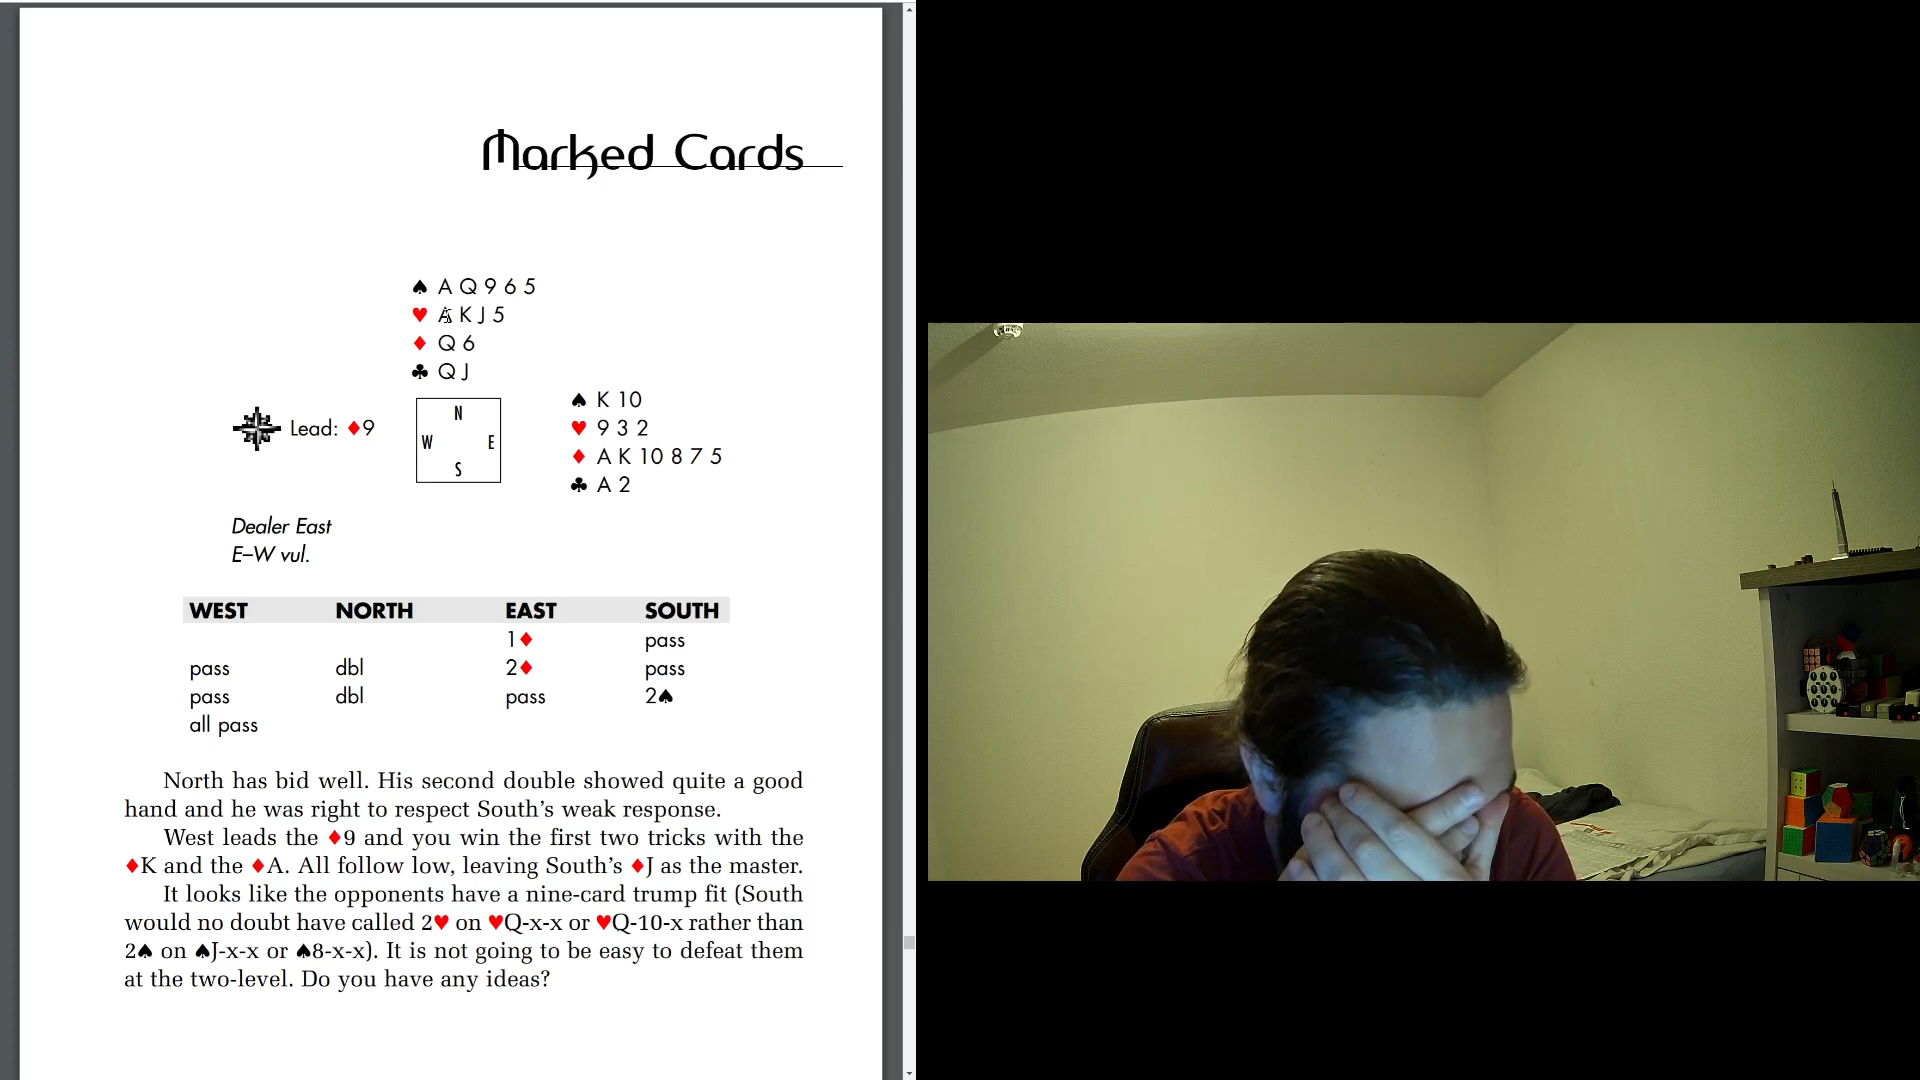 Marked Cards
♠ A Q 9 6 5
♥ A K J 5
♦ Q 6
♣ Q J
♠ K 10
♥ 9 3 2
♦ A K 10 8 7 5
♣ A 2
Lead: ♦9
N
W E
S
Dealer East
E–W vul.
WEST NORTH EAST SOUTH
1♦ pass
pass dbl 2♦ pass
pass dbl pass 2♠
all pass
North has bid well. His second double showed quite a good
hand and he was right to respect South's weak response.
West leads the ♦9 and you win the first two tricks with the
♦K and the ♦A. All follow low, leaving South's ♦J as the master.
It looks like the opponents have a nine-card trump fit (South
would no doubt have called 2♥ on ♥Q-x-x or ♥Q-10-x rather than
2♠ on ♠J-x-x or ♠8-x-x). It is not going to be easy to defeat them
at the two-level. Do you have any ideas?